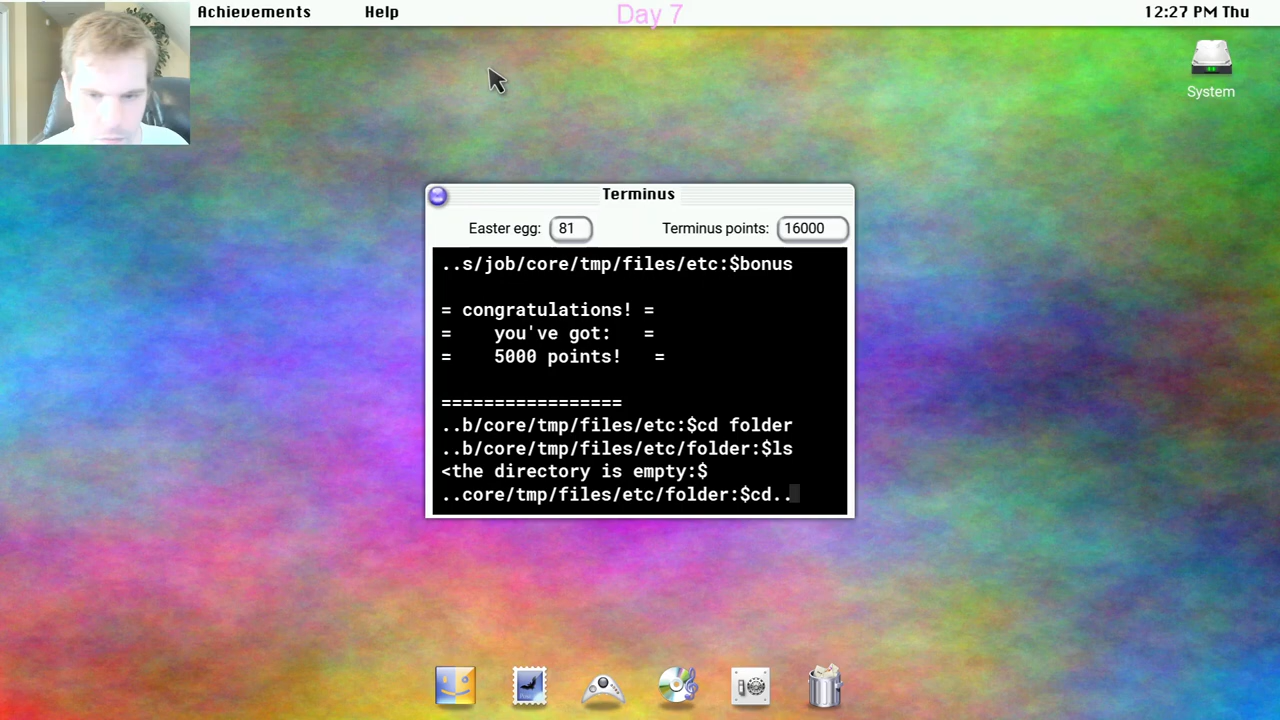 Achievements Help Day 7 12:27 PM Thu
System
Terminus
Easter egg: 81 Terminus points: 16000
..s/job/core/tmp/files/etc:$bonus
= congratulations! =
= you've got: =
= 5000 points! =
=================
..b/core/tmp/files/etc:$cd folder
..b/core/tmp/files/etc/folder:$ls
<the directory is empty:$
..core/tmp/files/etc/folder:$cd..